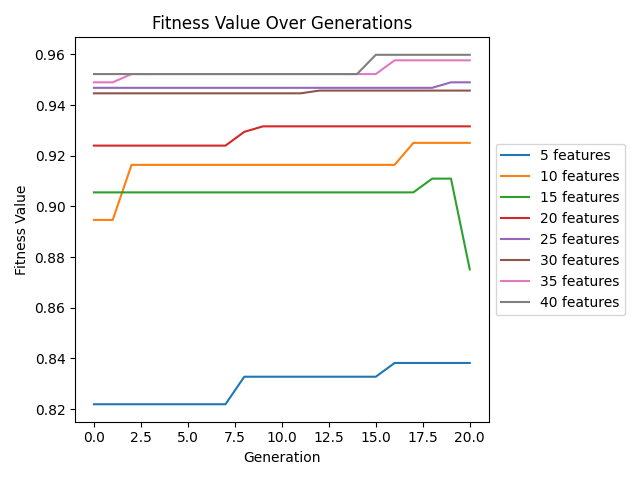 Fitness Value Over Generations
Fitness Value
0.96
0.94
0.92
0.90
0.88
0.86
0.84
0.82
0.0 2.5 5.0 7.5 10.0 12.5 15.0 17.5 20.0
Generation
5 features
10 features
15 features
20 features
25 features
30 features
35 features
40 features